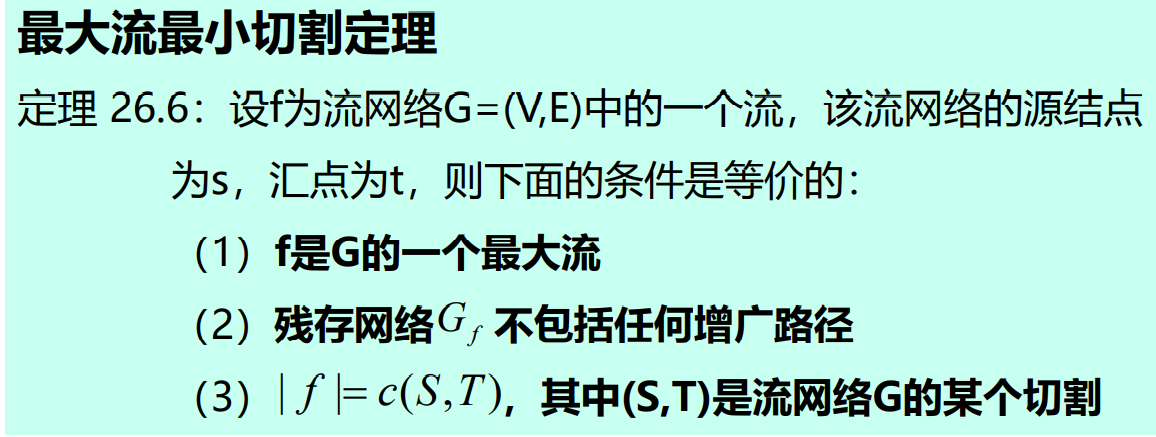 最大流最小切割定理
定理 26.6：设f为流网络G=(V,E)中的一个流，该流网络的源结点
为s，汇点为t，则下面的条件是等价的：
（1）f是G的一个最大流
（2）残存网络G_f 不包括任何增广路径
（3）| f |= c(S,T)，其中(S,T)是流网络G的某个切割